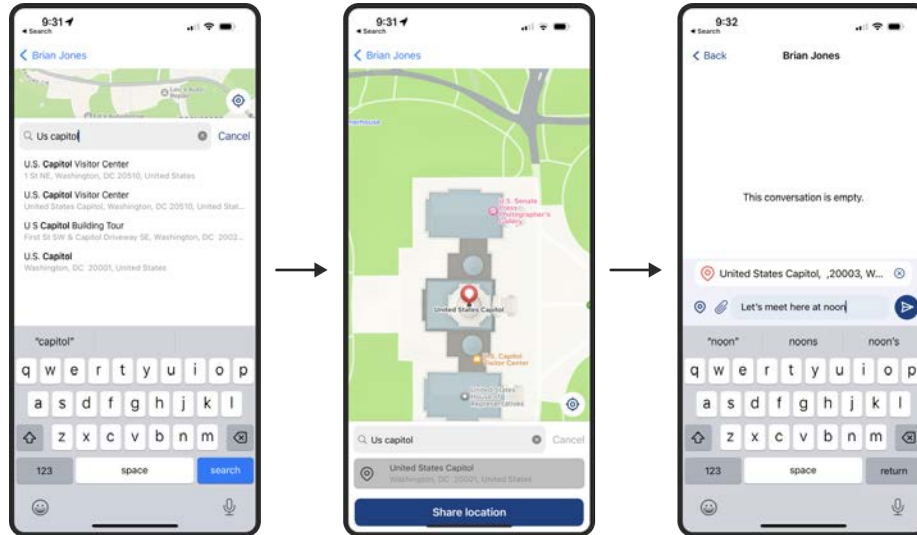 9:31
◀ Search
Brian Jones
Us capitol
Cancel
U.S. Capitol Visitor Center
1 St NE, Washington, DC 20510, United States
U.S. Capitol Visitor Center
United States Capitol, Washington, DC 20510, United Stat...
U S Capitol Building Tour
First St SW & Capitol Driveway SE, Washington, DC 2002...
U.S. Capitol
Washington, DC 20001, United States
"capitol"
q w e r t y u i o p
a s d f g h j k l
z x c v b n m
123 space search
9:31
◀ Search
Brian Jones
U.S. Senate
Press
Photographer's
Gallery
United States Capitol
U.S. Capitol
Visitor Center
United States
House of
Representatives
Us capitol
Cancel
United States Capitol
Washington, DC 20001, United States
Share location
9:32
◀ Search
Back
Brian Jones
This conversation is empty.
United States Capitol, ,20003, W...
Let's meet here at noon
"noon" noons noon's
q w e r t y u i o p
a s d f g h j k l
z x c v b n m
123 space return